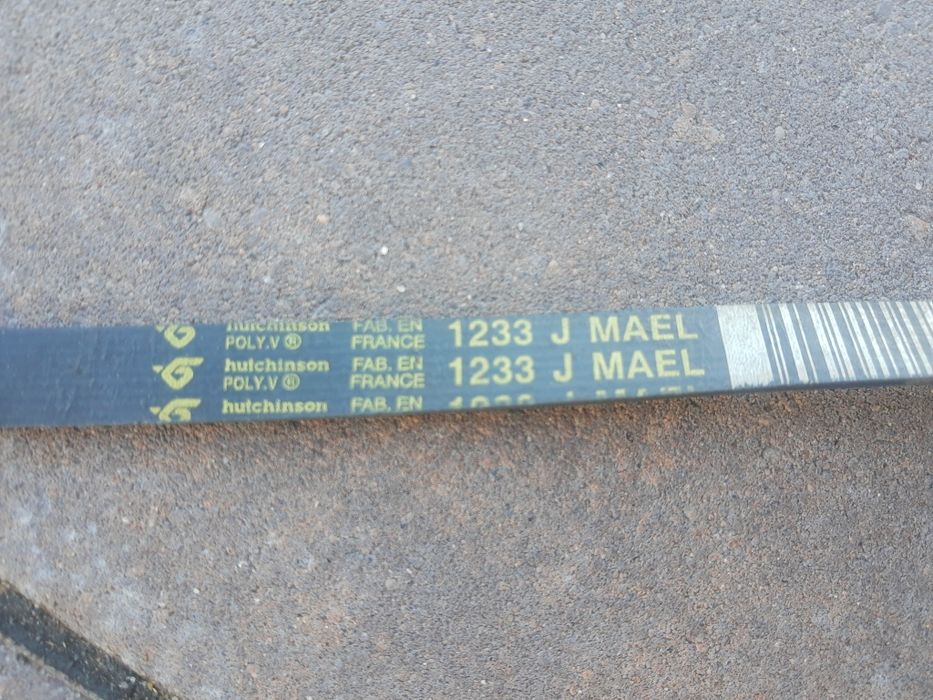 hutchinson FAB. EN 1233 J MAEL
POLY.V ® FRANCE
hutchinson FAB. EN 1233 J MAEL
POLY.V ® FRANCE
hutchinson FAB. EN